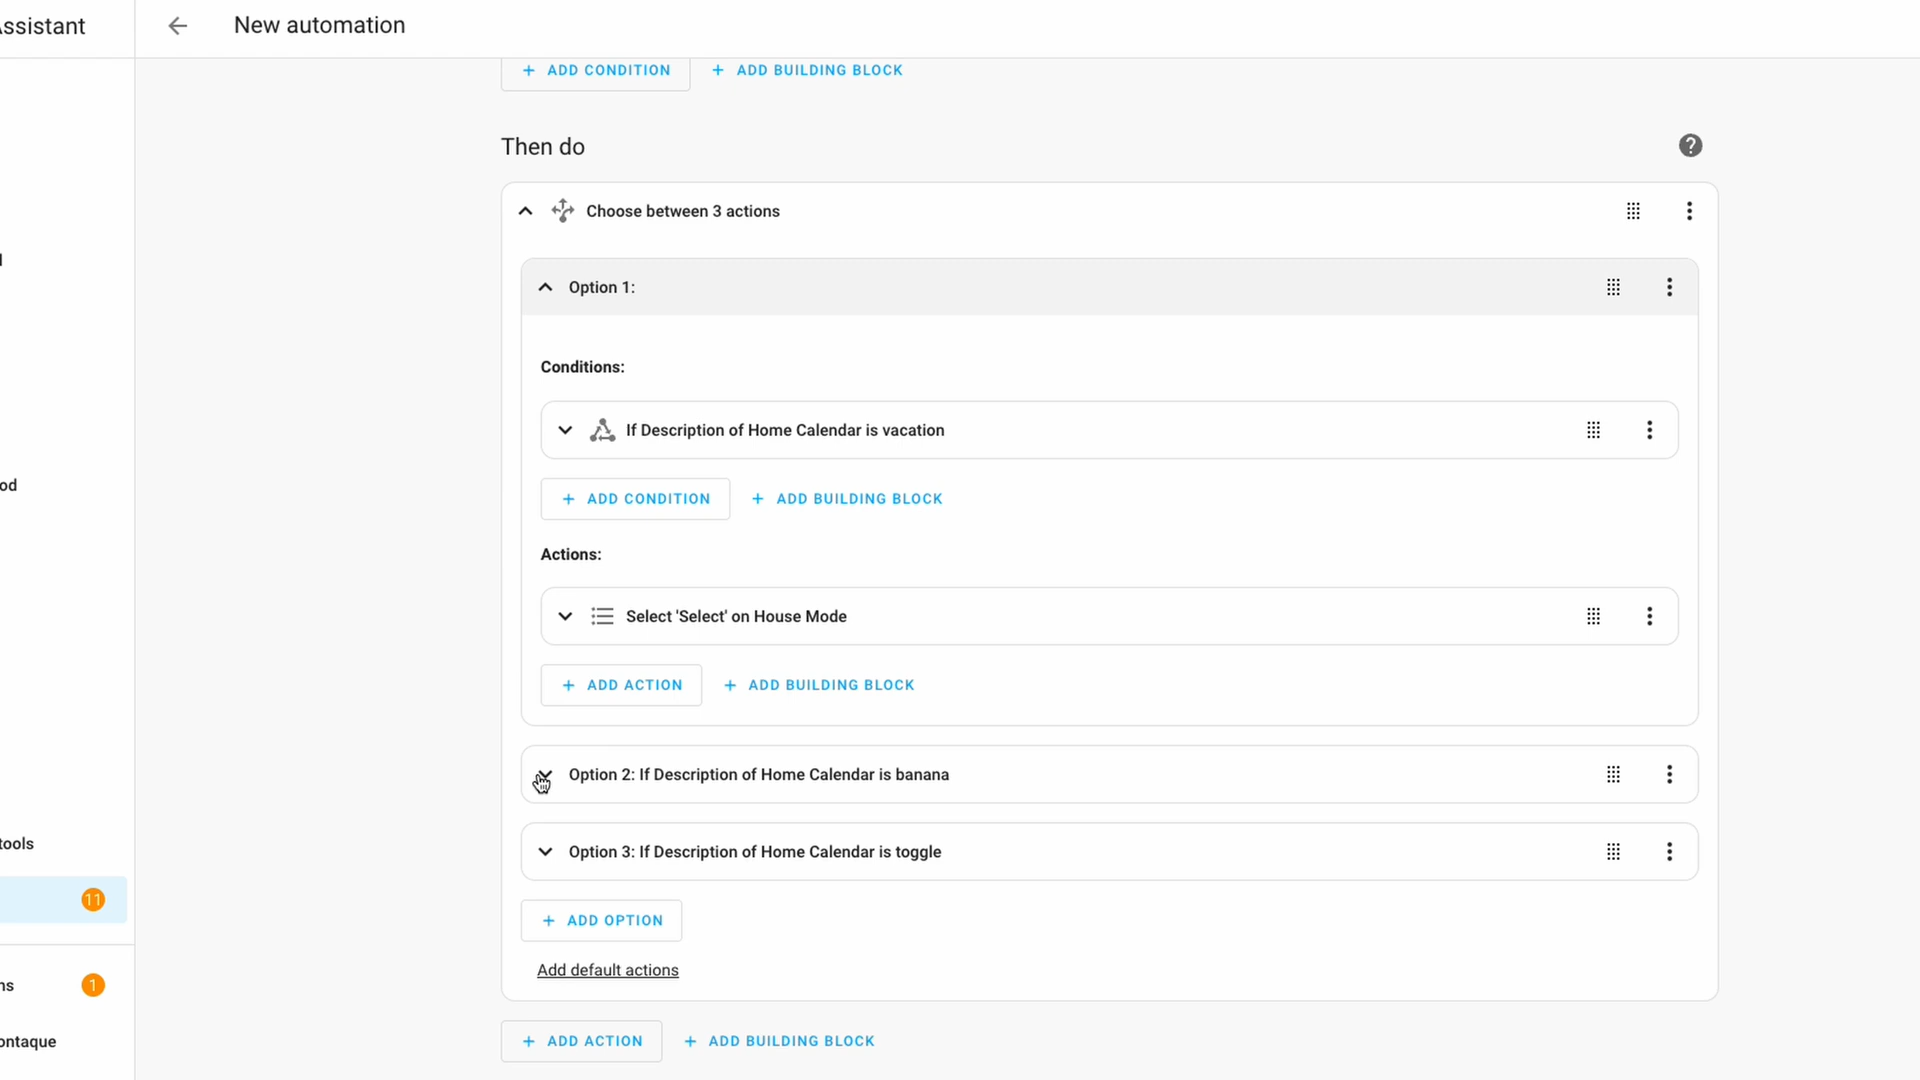 Assistant
New automation
+ ADD CONDITION + ADD BUILDING BLOCK
Then do
?
Choose between 3 actions
Option 1:
Conditions:
If Description of Home Calendar is vacation
+ ADD CONDITION + ADD BUILDING BLOCK
od
Actions:
Select 'Select' on House Mode
+ ADD ACTION + ADD BUILDING BLOCK
Option 2: If Description of Home Calendar is banana
tools
Option 3: If Description of Home Calendar is toggle
11
+ ADD OPTION
Add default actions
ns 1
ontaque
+ ADD ACTION + ADD BUILDING BLOCK